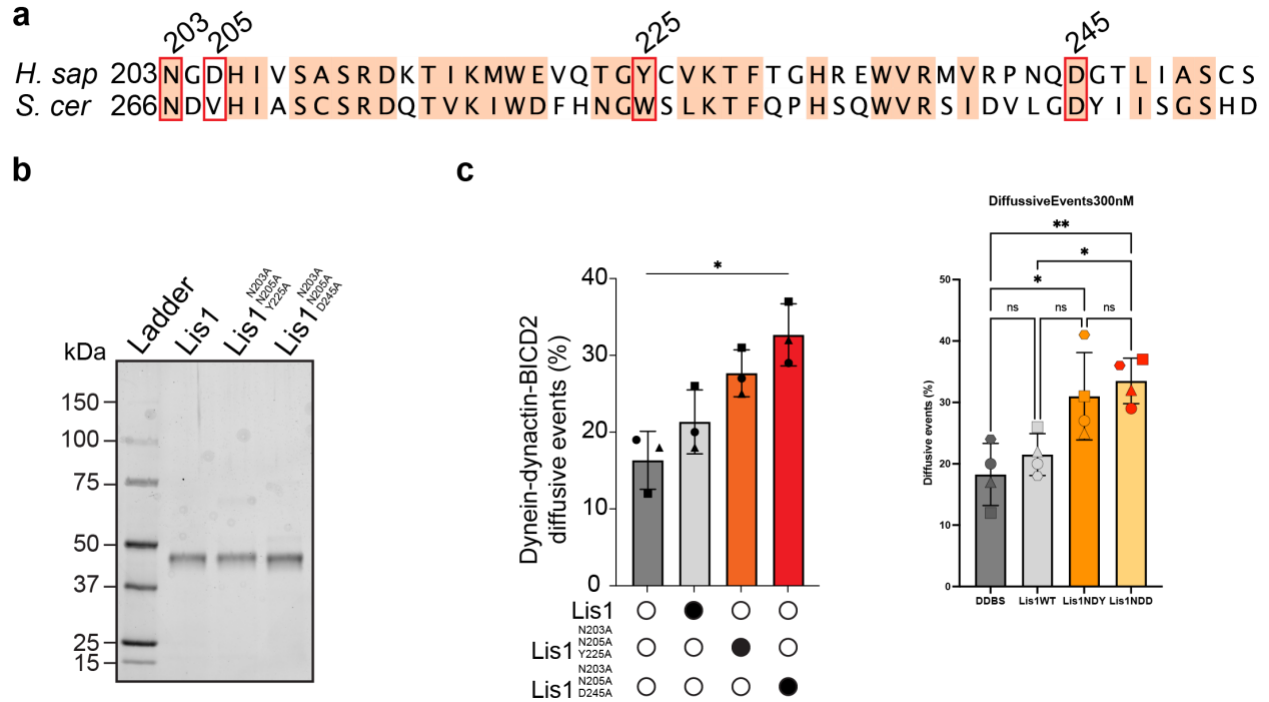 a
203 205 225 245
H. sap 203 N G D H I V S A S R D K T I K M W E V Q T G Y C V K T F T G H R E W V R M V R P N Q D G T L I A S C S
S. cer 266 N D V H I A S C S R D Q T V K I W D F H N G W S L K T F Q P H S Q W V R S I D V L G D Y I I S G S H D
b
kDa
Ladder
Lis1
Lis1 N203A N205A Y225A
Lis1 N203A N205A D245A
150
100
75
50
37
25
15
c
Dynein-dynactin-BICD2
diffusive events (%)
40
30
20
10
0
*
Lis1
Lis1 N203A N205A Y225A
Lis1 N203A N205A D245A
DiffussiveEvents300nM
**
*
*
ns ns ns
Diffusive events (%)
50
40
30
20
10
0
DDBS Lis1WT Lis1NDY Lis1NDD